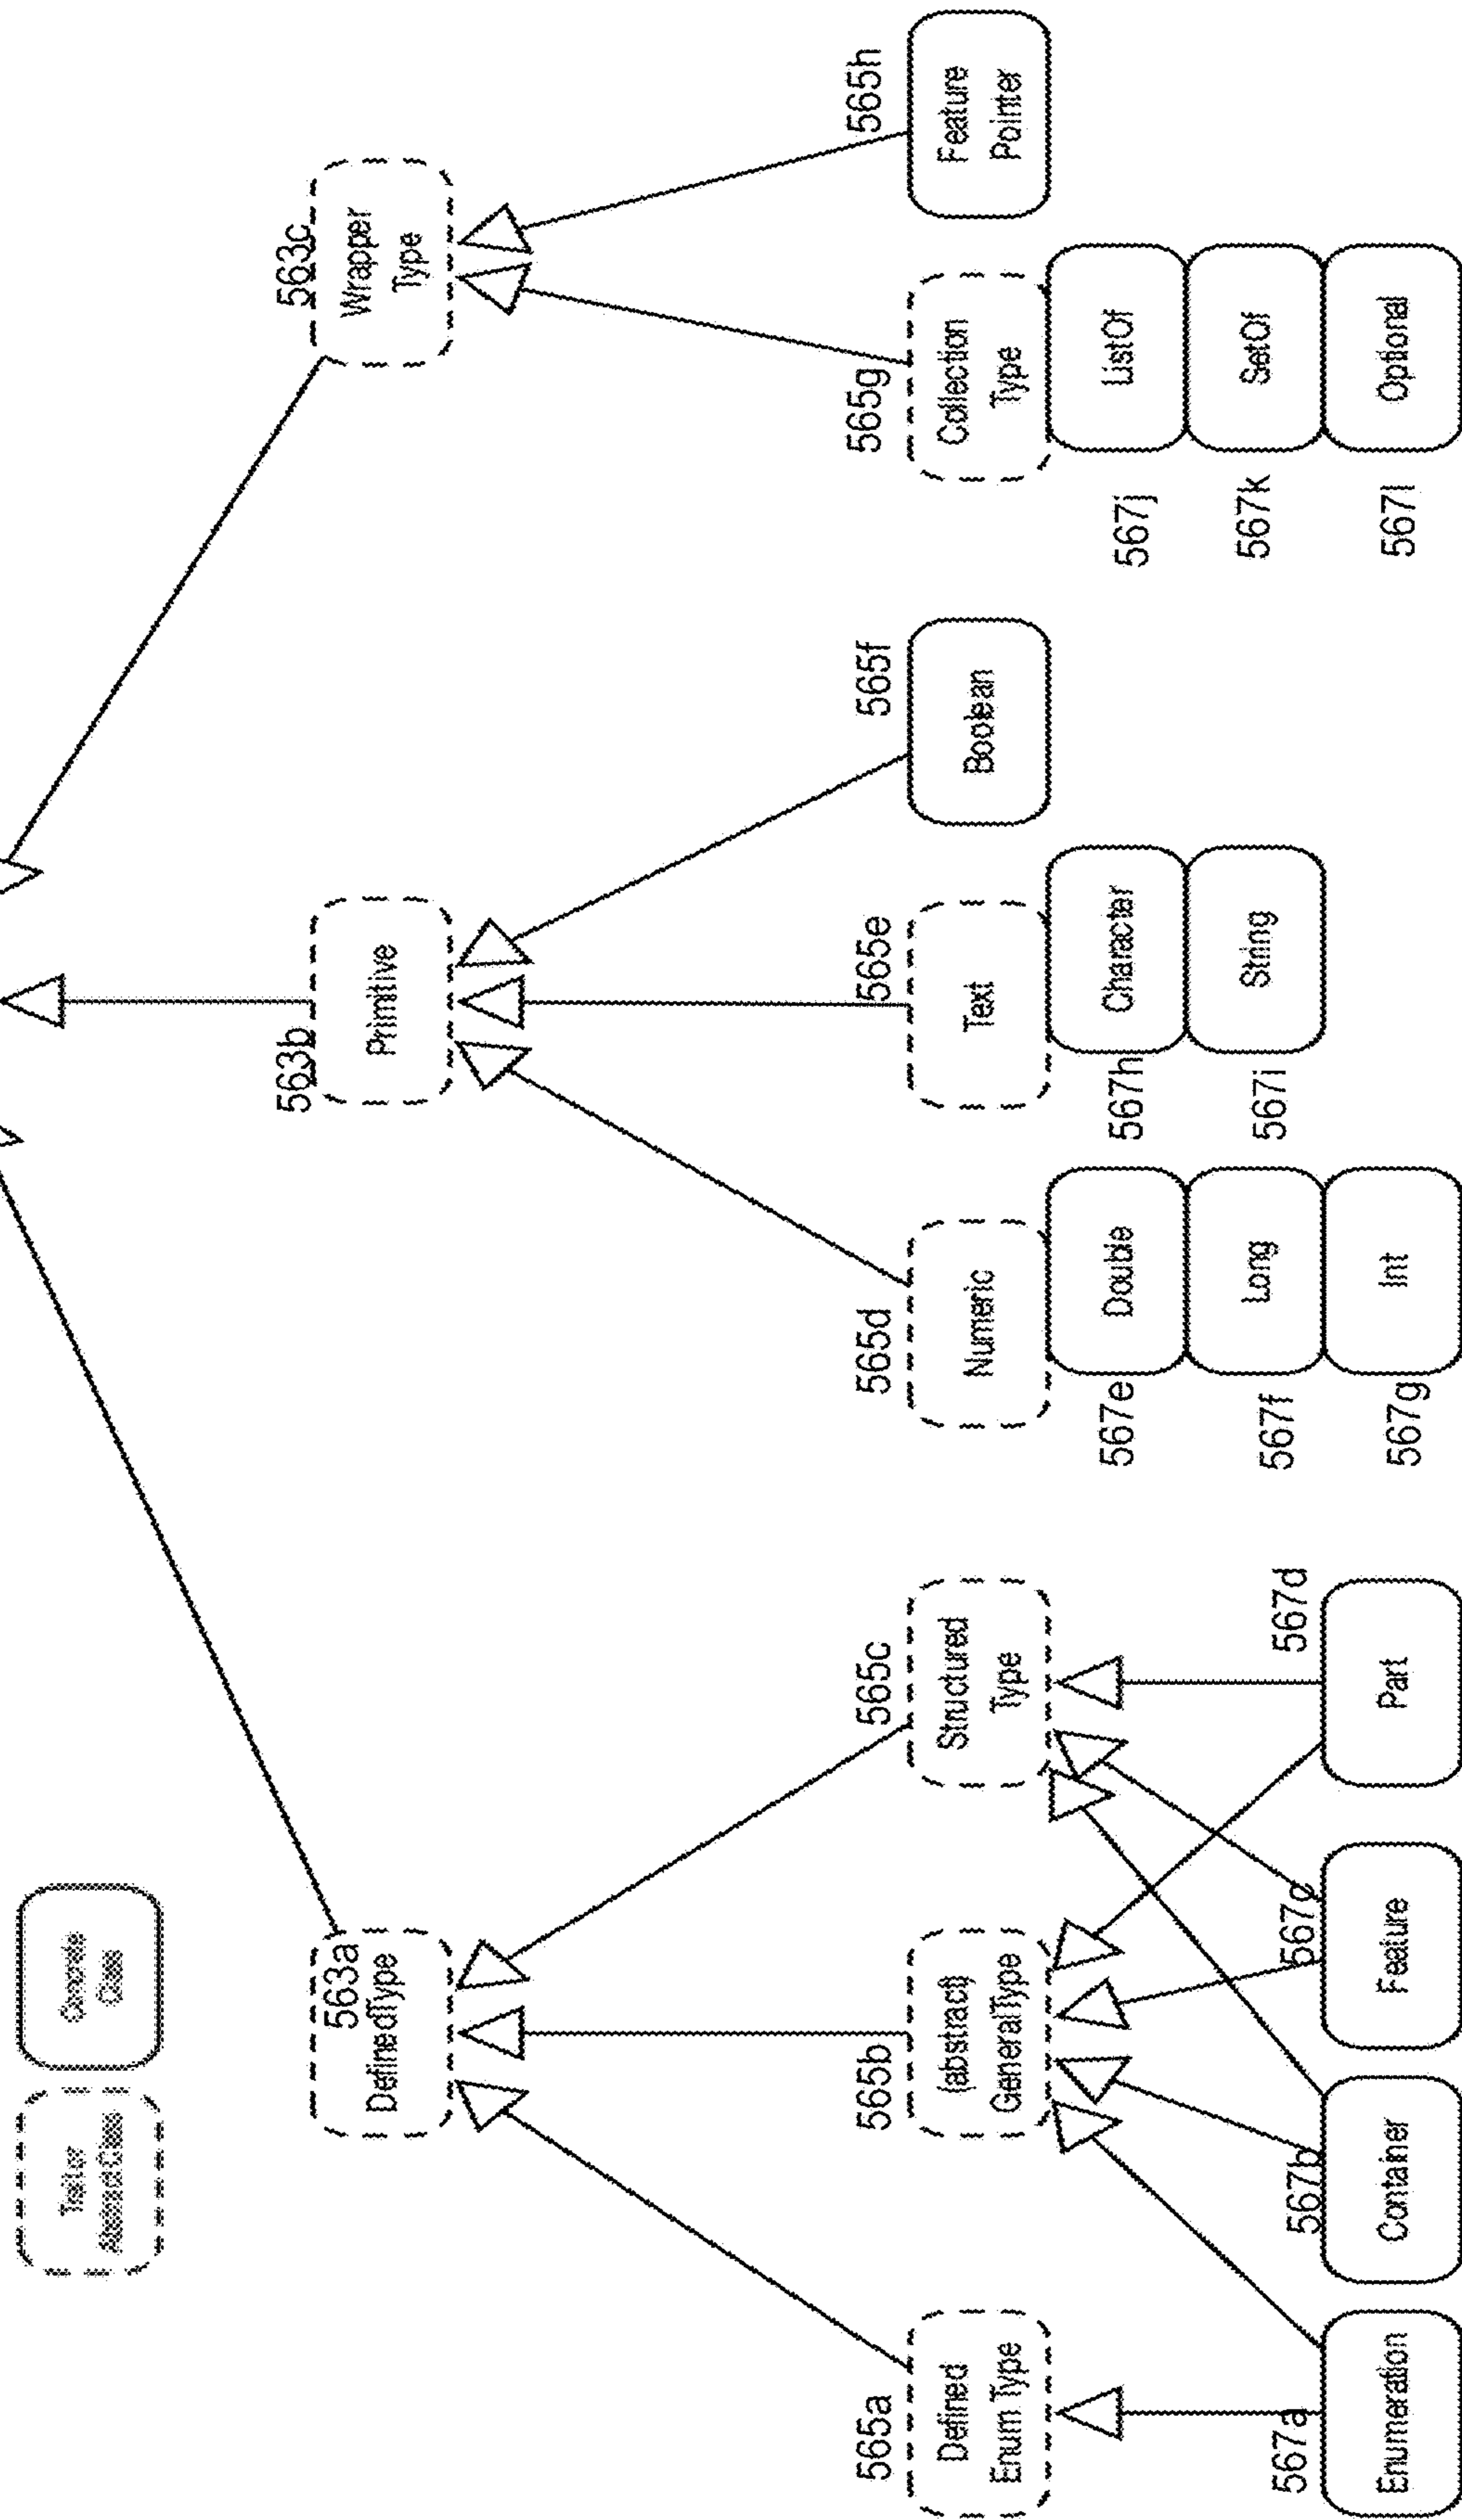 Trait or
Abstract Class
Concrete
Class
563a
DefinedType
563b
Primitive
563c
Wrapper
Type
565a
Defined
Enum Type
565b
(abstract)
GeneralType
565c
Structured
Type
565d
Numeric
565e
Text
565f
Boolean
565g
Collection
Type
565h
Feature
Pointer
567a
Enumeration
567b
Container
567c
Feature
567d
Part
567e
Double
567f
Long
567g
Int
567h
Character
567i
String
567j
ListOf
567k
SetOf
567l
Optional